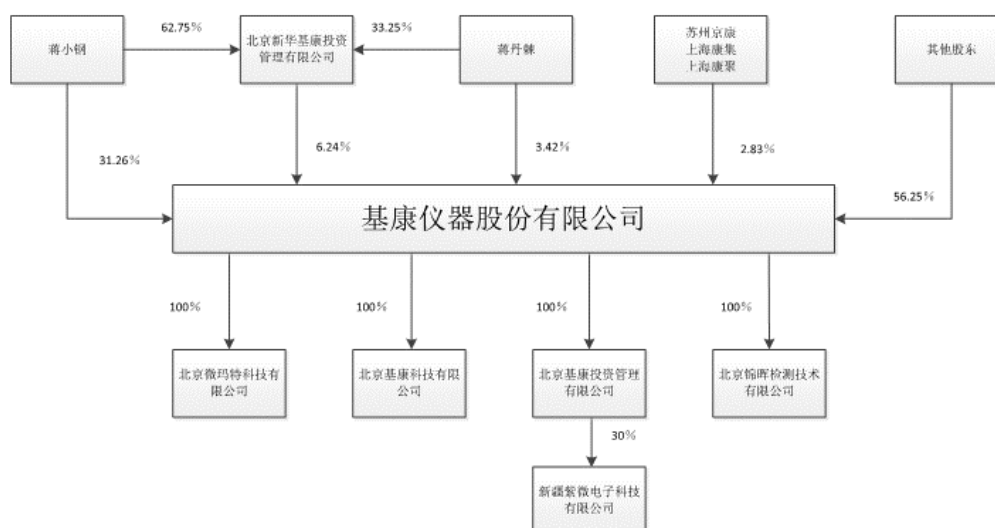 62.75%
33.25%
蒋小钢
北京新华基康投资
管理有限公司
蒋丹棘
苏州京康
上海康集
上海康聚
其他股东
31.26%
6.24%
3.42%
2.83%
56.25%
基康仪器股份有限公司
100%
100%
100%
100%
北京微玛特科技有
限公司
北京基康科技有限
公司
北京基康投资管理
有限公司
北京锦晖检测技术
有限公司
30%
新疆紫微电子科技
有限公司